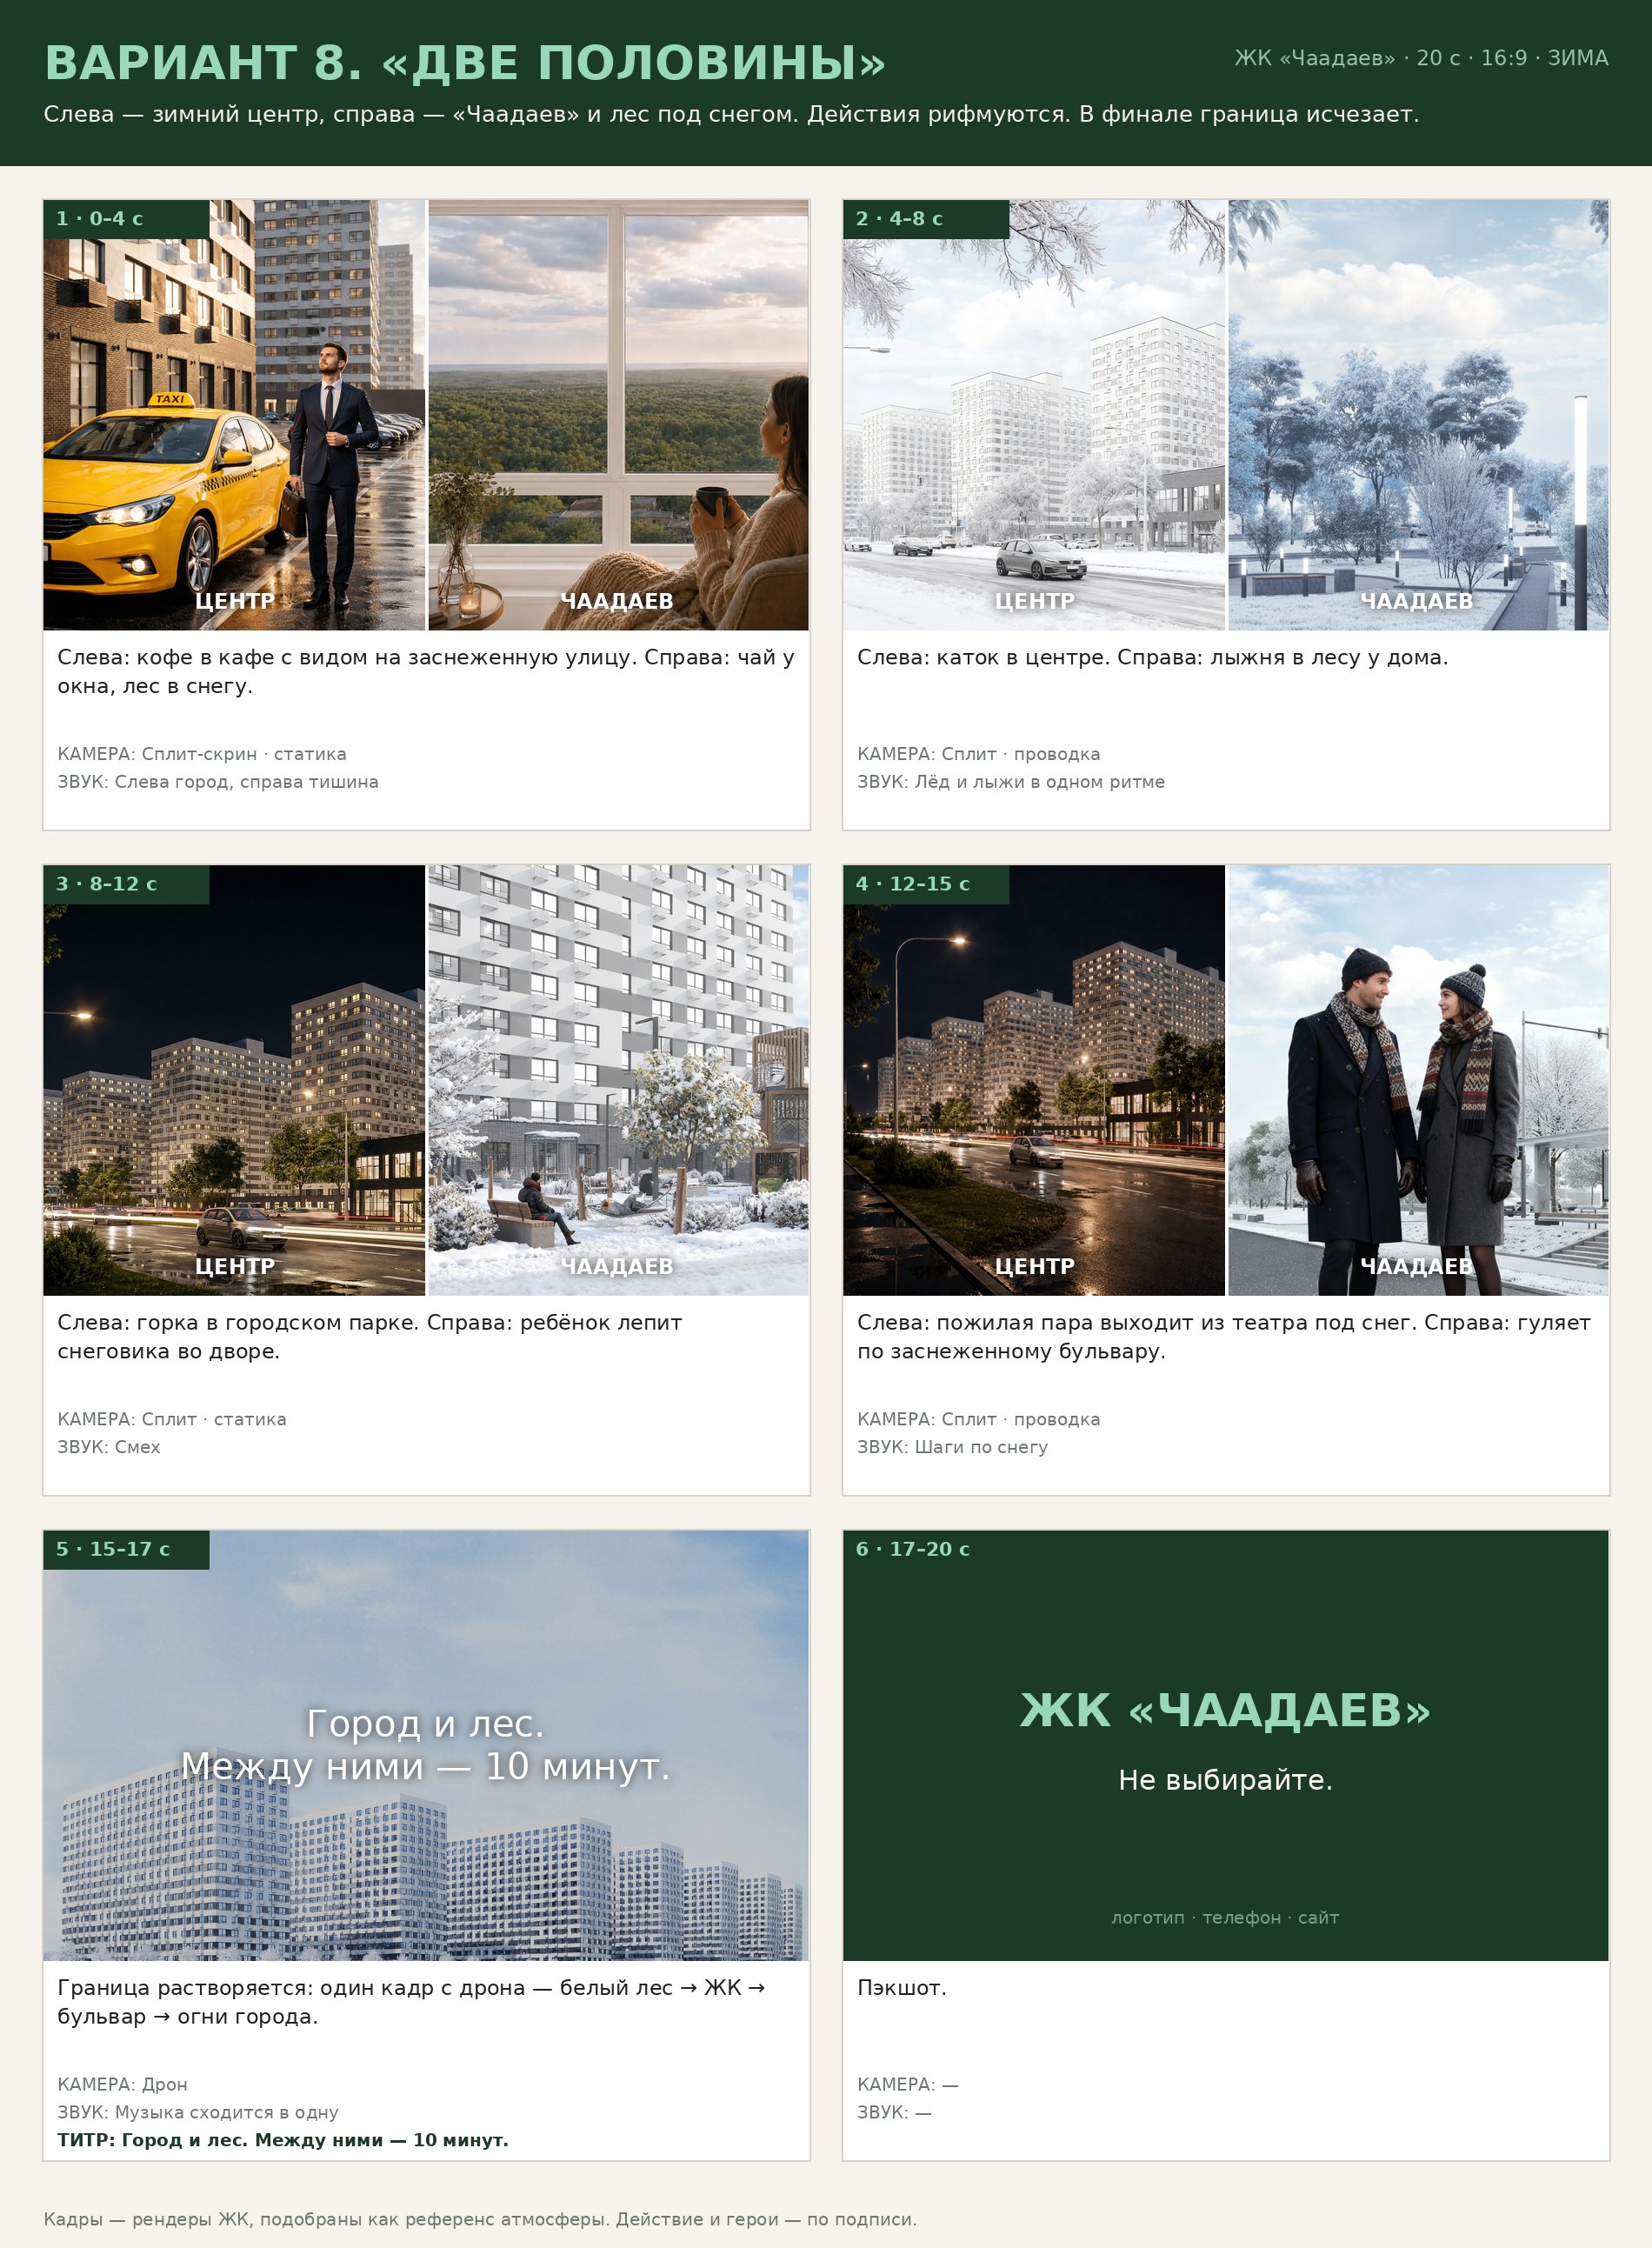 ВАРИАНТ 8. «ДВЕ ПОЛОВИНЫ»
ЖК «Чаадаев» · 20 с · 16:9 · ЗИМА
Слева — зимний центр, справа — «Чаадаев» и лес под снегом. Действия рифмуются. В финале граница исчезает.
1 · 0–4 с
TAXI
ЦЕНТР
ЧААДАЕВ
Слева: кофе в кафе с видом на заснеженную улицу. Справа: чай у
окна, лес в снегу.
КАМЕРА: Сплит-скрин · статика
ЗВУК: Слева город, справа тишина
2 · 4–8 с
ЦЕНТР
ЧААДАЕВ
Слева: каток в центре. Справа: лыжня в лесу у дома.
КАМЕРА: Сплит · проводка
ЗВУК: Лёд и лыжи в одном ритме
3 · 8–12 с
ЦЕНТР
ЧААДАЕВ
Слева: горка в городском парке. Справа: ребёнок лепит
снеговика во дворе.
КАМЕРА: Сплит · статика
ЗВУК: Смех
4 · 12–15 с
ЦЕНТР
ЧААДАЕВ
Слева: пожилая пара выходит из театра под снег. Справа: гуляет
по заснеженному бульвару.
КАМЕРА: Сплит · проводка
ЗВУК: Шаги по снегу
5 · 15–17 с
Город и лес.
Между ними — 10 минут.
Граница растворяется: один кадр с дрона — белый лес → ЖК →
бульвар → огни города.
КАМЕРА: Дрон
ЗВУК: Музыка сходится в одну
ТИТР: Город и лес. Между ними — 10 минут.
6 · 17–20 с
ЖК «ЧААДАЕВ»
Не выбирайте.
логотип · телефон · сайт
Пэкшот.
КАМЕРА: —
ЗВУК: —
Кадры — рендеры ЖК, подобраны как референс атмосферы. Действие и герои — по подписи.